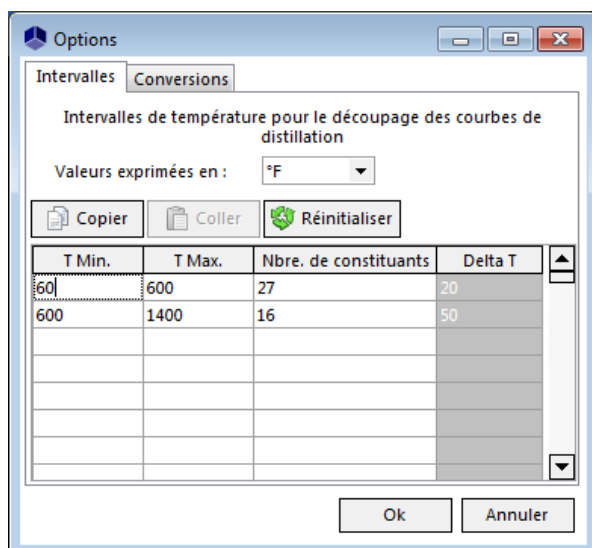 Options
Intervalles Conversions
Intervalles de température pour le découpage des courbes de
distillation
Valeurs exprimées en : °F
Copier Coller Réinitialiser
T Min. T Max. Nbre. de constituants Delta T
60 600 27 20
600 1400 16 50
Ok Annuler